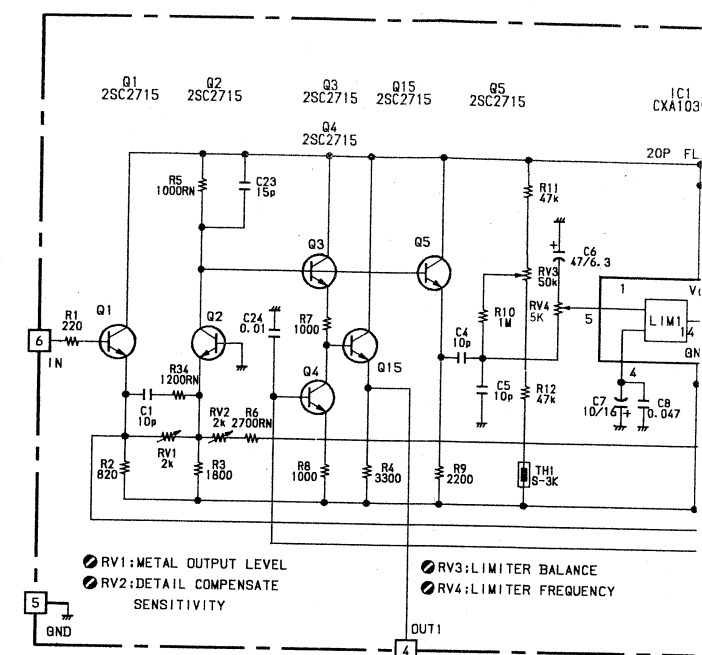 Q1 Q2 Q3 Q15 Q5 IC1
2SC2715 2SC2715 2SC2715 2SC2715 2SC2715 CXA103
Q4
2SC2715
20P FL
R5
1000RN
C23
15p
R11
47k
C6
47/6.3
Q3
Q5
RV3
50k
Q1
R1
220
Q2
C24
0.01
R7
1000
C4
10p
R10
1M
RV4
5K
1
5
LIM1
14
GN
6
IN
R34
1200RN
Q4
Q15
4
C1
10p
RV2
2k
R6
2700RN
C5
10p
R12
47k
C7
10/16
+
C8
0.047
R2
820
RV1
2k
R3
1800
R8
1000
R4
3300
R9
2200
TH1
S-3K
RV1;METAL OUTPUT LEVEL
RV2;DETAIL COMPENSATE
SENSITIVITY
RV3;LIMITER BALANCE
RV4;LIMITER FREQUENCY
5
GND
OUT1
4